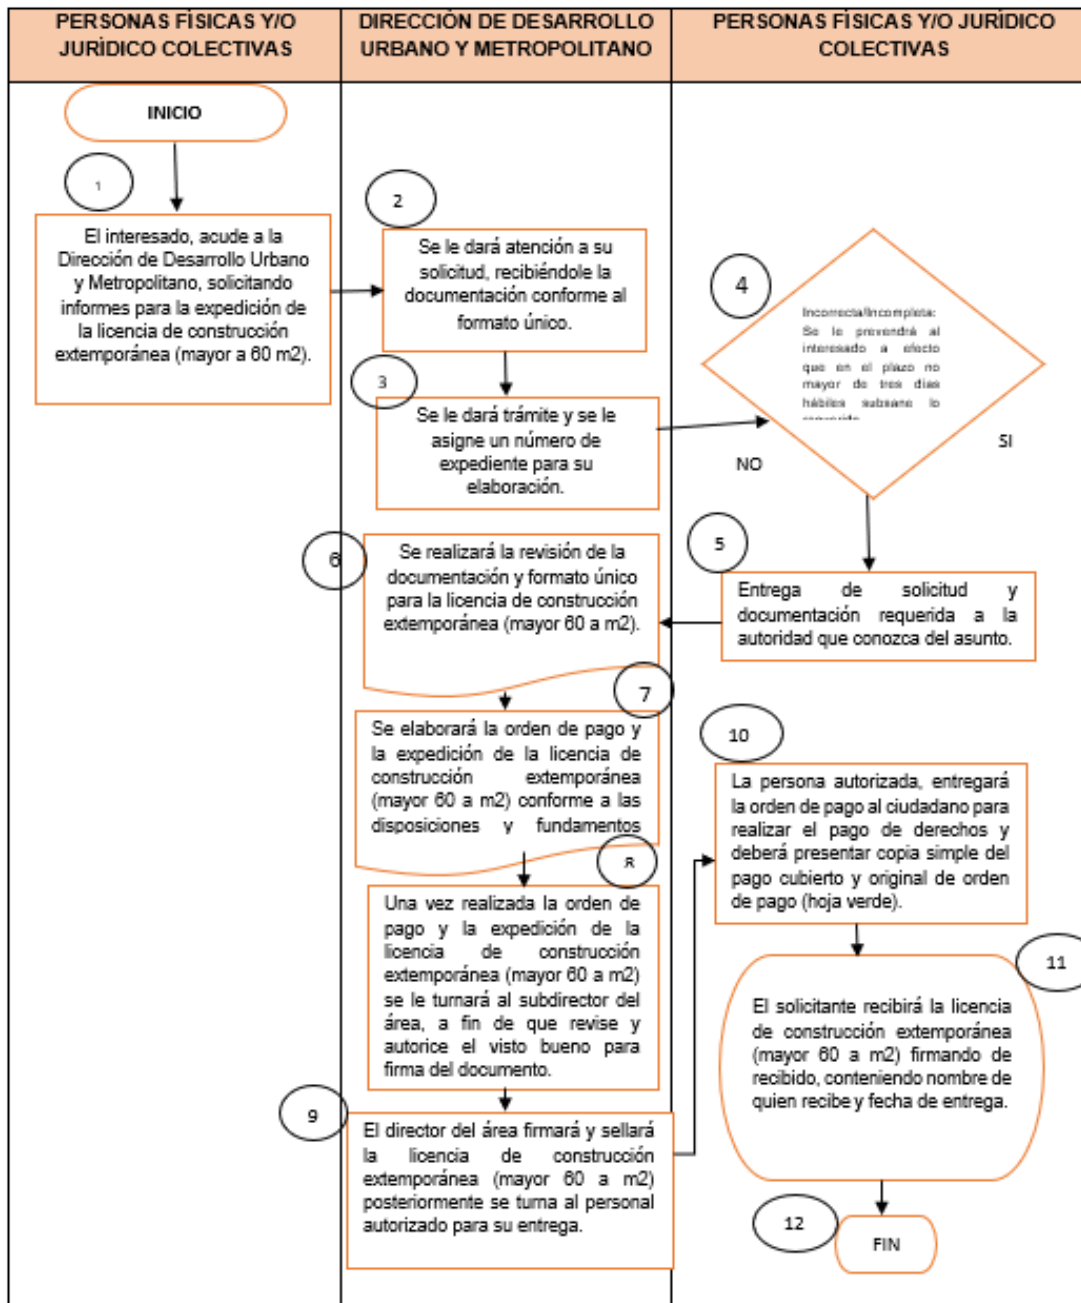 PERSONAS FÍSICAS Y/O
JURÍDICO COLECTIVAS
DIRECCIÓN DE DESARROLLO
URBANO Y METROPOLITANO
PERSONAS FÍSICAS Y/O JURÍDICO
COLECTIVAS
INICIO
1
El interesado, acude a la
Dirección de Desarrollo Urbano
y Metropolitano, solicitando
informes para la expedición de
la licencia de construcción
extemporánea (mayor a 60 m2).
2
Se le dará atención a su
solicitud, recibiéndole la
documentación conforme al
formato único.
3
Se le dará trámite y se le
asigne un número de
expediente para su
elaboración.
4
Incorrecta/Incompleta:
Se le prevendrá al
interesado a efecto
que en el plazo no
mayor de tres días
hábiles subsane lo
NO
SI
5
Entrega de solicitud y
documentación requerida a la
autoridad que conozca del asunto.
6
Se realizará la revisión de la
documentación y formato único
para la licencia de construcción
extemporánea (mayor 60 a m2).
7
Se elaborará la orden de pago y
la expedición de la licencia de
construcción extemporánea
(mayor 60 a m2) conforme a las
disposiciones y fundamentos
8
Una vez realizada la orden de
pago y la expedición de la
licencia de construcción
extemporánea (mayor 60 a m2)
se le turnará al subdirector del
área, a fin de que revise y
autorice el visto bueno para
firma del documento.
9
El director del área firmará y sellará
la licencia de construcción
extemporánea (mayor 60 a m2)
posteriormente se turna al personal
autorizado para su entrega.
10
La persona autorizada, entregará
la orden de pago al ciudadano para
realizar el pago de derechos y
deberá presentar copia simple del
pago cubierto y original de orden
de pago (hoja verde).
11
El solicitante recibirá la licencia
de construcción extemporánea
(mayor 60 a m2) firmando de
recibido, conteniendo nombre de
quien recibe y fecha de entrega.
12
FIN